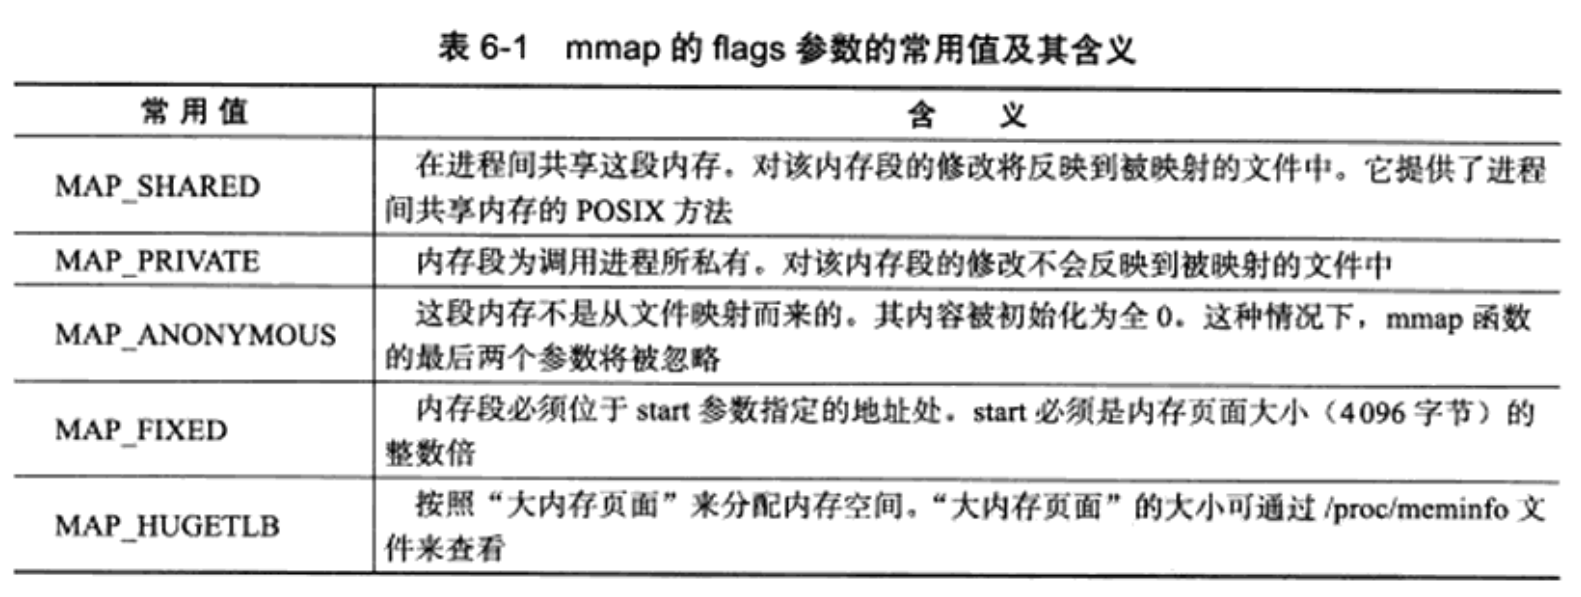 表 6-1 mmap 的 flags 参数的常用值及其含义
常用值 含 义
MAP_SHARED 在进程间共享这段内存。对该内存段的修改将反映到被映射的文件中。它提供了进程
间共享内存的 POSIX 方法
MAP_PRIVATE 内存段为调用进程所私有。对该内存段的修改不会反映到被映射的文件中
MAP_ANONYMOUS 这段内存不是从文件映射而来的。其内容被初始化为全 0。这种情况下，mmap 函数
的最后两个参数将被忽略
MAP_FIXED 内存段必须位于 start 参数指定的地址处。start 必须是内存页面大小（4096 字节）的
整数倍
MAP_HUGETLB 按照“大内存页面”来分配内存空间。“大内存页面”的大小可通过 /proc/meminfo 文
件来查看